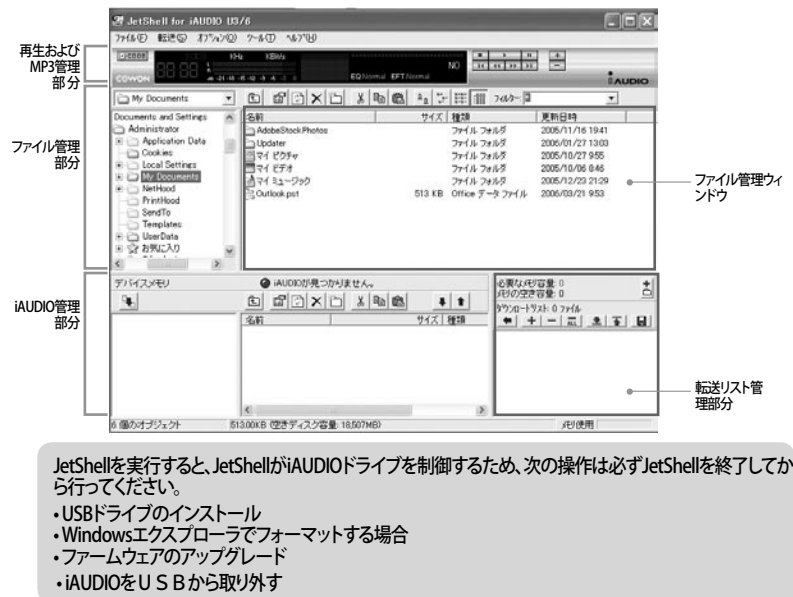 JetShell for iAUDIO U3/6
ファイル(F) 転送(S) オプション(O) ツール(T) ヘルプ(H)
再生および
MP3管理
部分
KHz KBit/s
COWON
EQ Normal EFT Normal
NO
iAUDIO
ファイル管理
部分
My Documents
フィルター:
Documents and Settings
Administrator
Application Data
Cookies
Local Settings
My Documents
NetHood
PrintHood
SendTo
Templates
UserData
お気に入り
名前 サイズ 種類 更新日時
AdobeStockPhotos ファイル フォルダ 2005/11/16 19:41
Updater ファイル フォルダ 2006/01/27 13:03
マイ ピクチャ ファイル フォルダ 2005/10/27 9:55
マイ ビデオ ファイル フォルダ 2005/10/06 8:46
マイ ミュージック ファイル フォルダ 2005/12/23 21:29
Outlook.pst 513 KB Office データ ファイル 2006/03/21 9:53
ファイル管理ウィ
ンドウ
iAUDIO管理
部分
デバイスメモリ
iAUDIOが見つかりません。
名前 サイズ 種類
必要なメモリ容量: 0
メモリの空き容量: 0
ダウンロードリスト: 0 ファイル
転送リスト管
理部分
6 個のオブジェクト 513.00KB (空きディスク容量: 18,507MB) メモリ使用
JetShellを実行すると、JetShellがiAUDIOドライブを制御するため、次の操作は必ずJetShellを終了してか
ら行ってください。
• USBドライブのインストール
• Windowsエクスプローラでフォーマットする場合
• ファームウェアのアップグレード
• iAUDIOをＵＳＢから取り外す